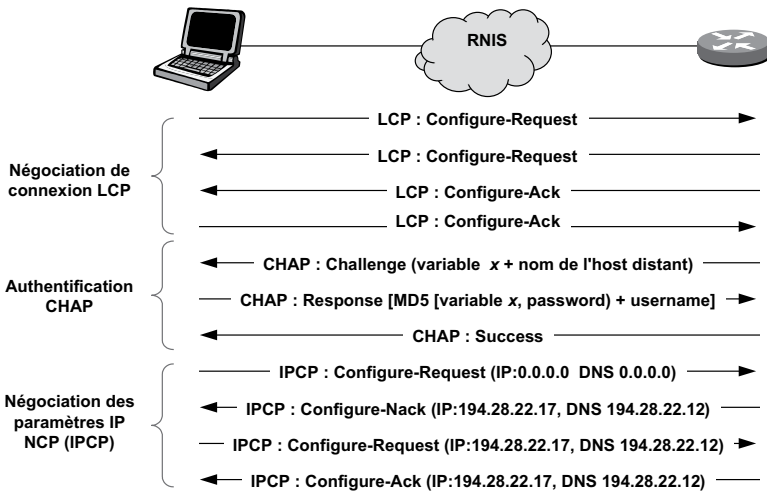 RNIS
LCP : Configure-Request
LCP : Configure-Request
Négociation de
connexion LCP
LCP : Configure-Ack
LCP : Configure-Ack
CHAP : Challenge (variable x + nom de l'host distant)
Authentification
CHAP
CHAP : Response [MD5 [variable x, password) + username]
CHAP : Success
IPCP : Configure-Request (IP:0.0.0.0 DNS 0.0.0.0)
Négociation des
paramètres IP
NCP (IPCP)
IPCP : Configure-Nack (IP:194.28.22.17, DNS 194.28.22.12)
IPCP : Configure-Request (IP:194.28.22.17, DNS 194.28.22.12)
IPCP : Configure-Ack (IP:194.28.22.17, DNS 194.28.22.12)